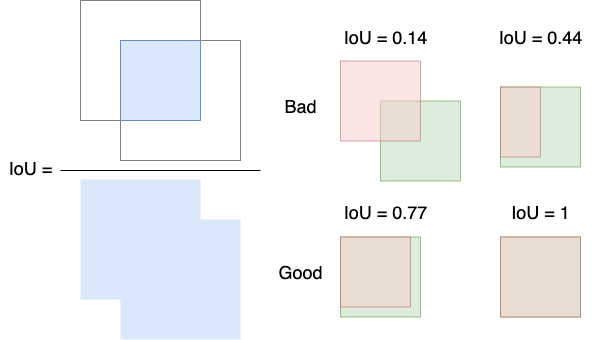 IoU =
Bad
IoU = 0.14
IoU = 0.44
Good
IoU = 0.77
IoU = 1